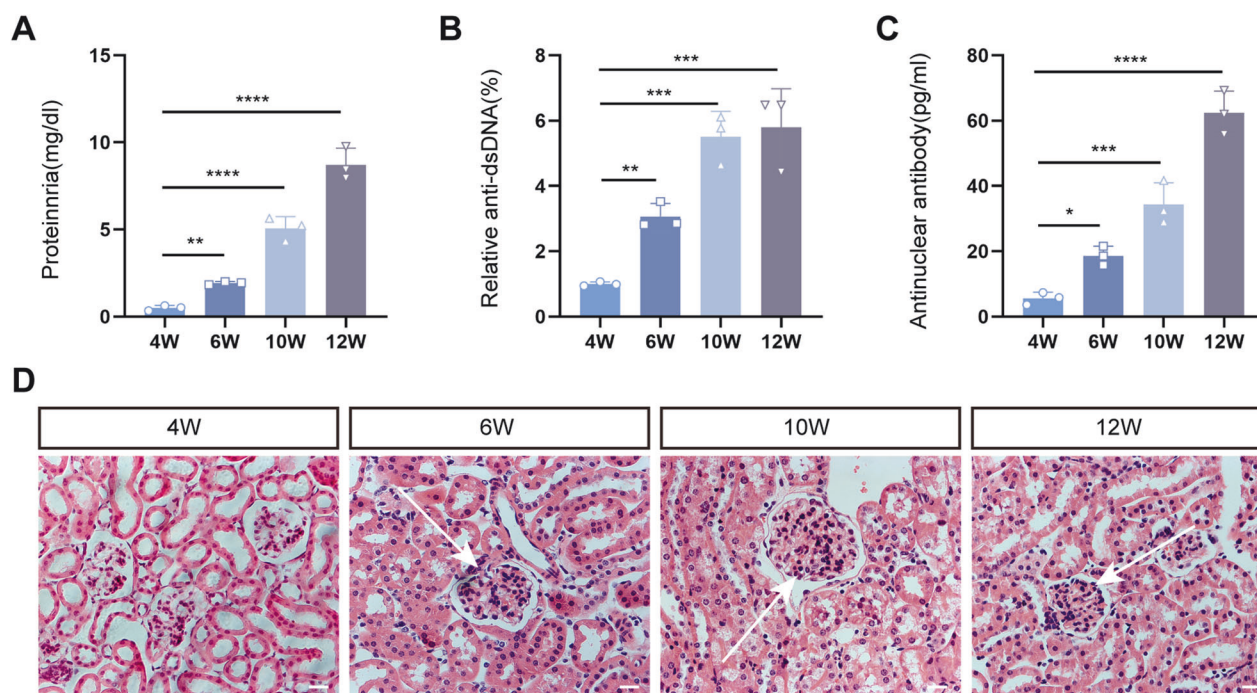 A
Proteinnria(mg/dl)
15
10
5
0
****
****
**
4W 6W 10W 12W
B
Relative anti-dsDNA(%)
8
6
4
2
0
***
***
**
4W 6W 10W 12W
C
Antinuclear antibody(pg/ml)
80
60
40
20
0
****
***
*
4W 6W 10W 12W
D
4W 6W 10W 12W